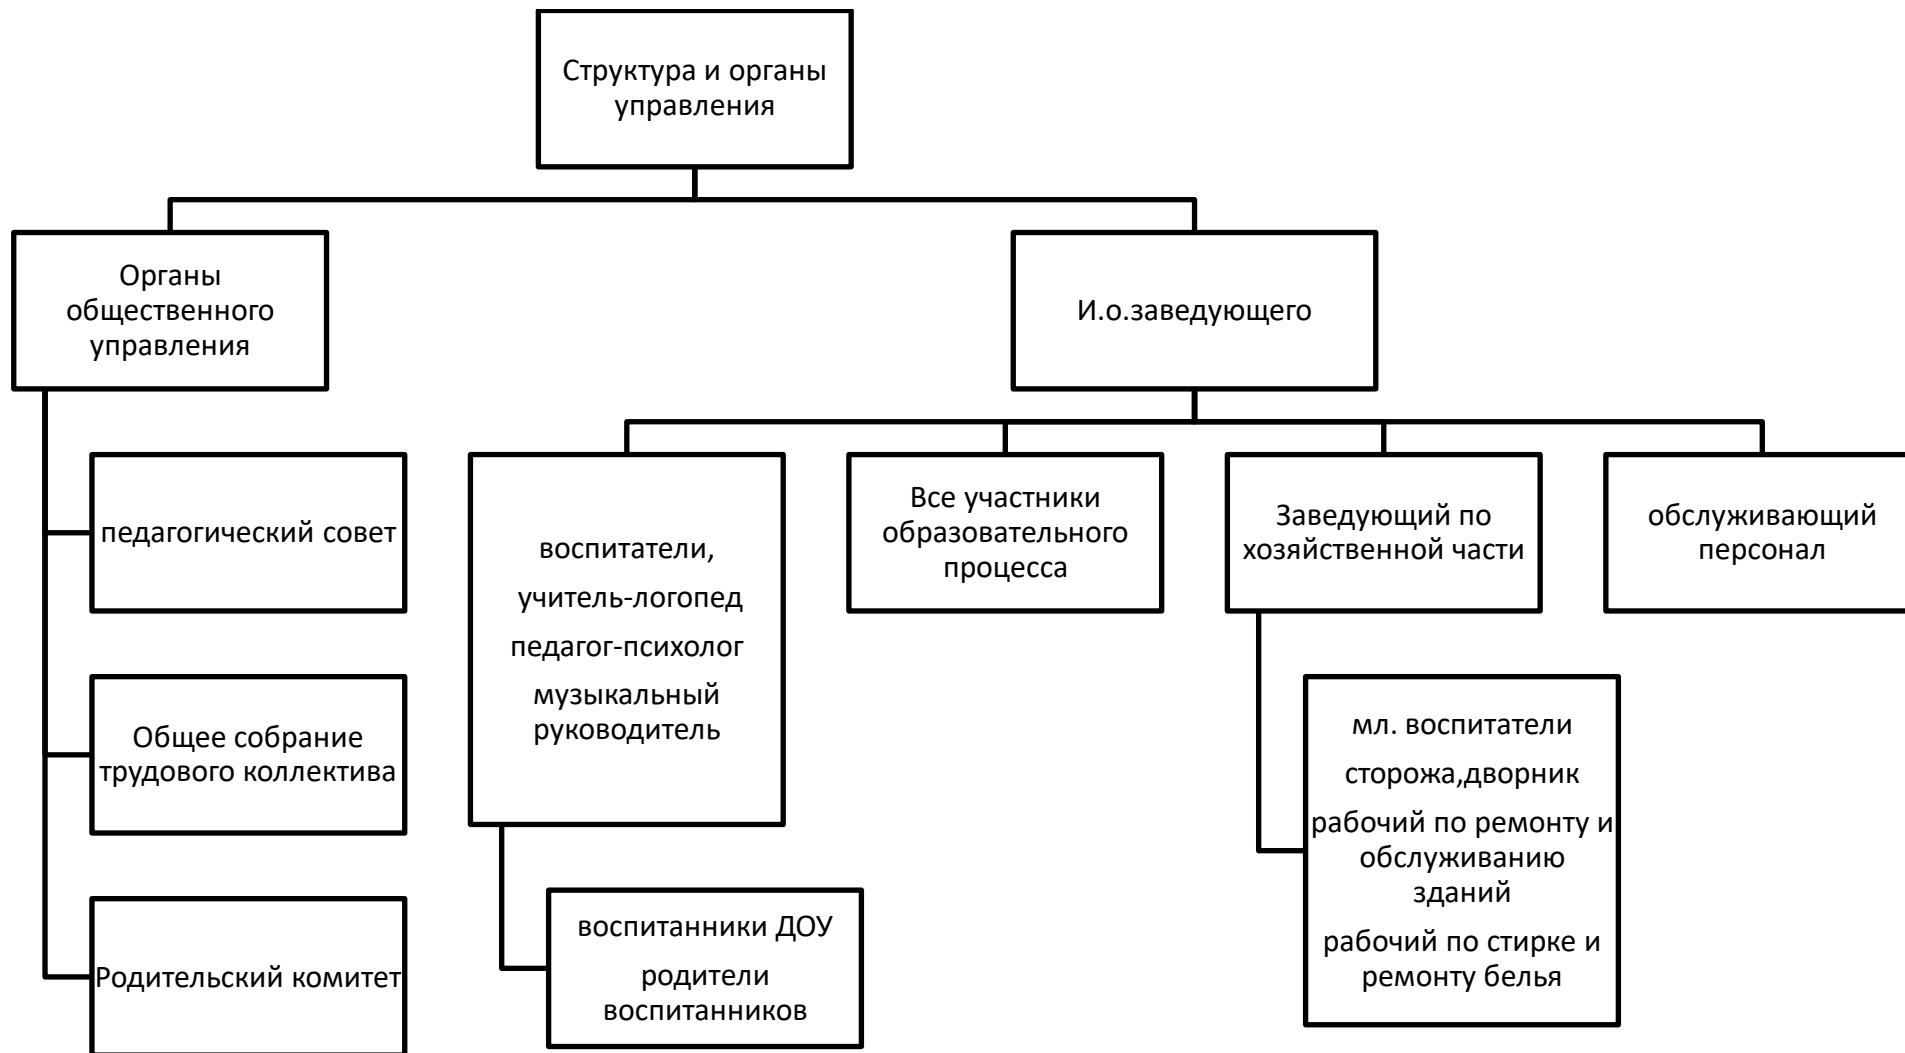 Структура и органы
управления
Органы
общественного
управления
И.о.заведующего
педагогический совет
Общее собрание
трудового коллектива
Родительский комитет
воспитатели,
учитель-логопед
педагог-психолог
музыкальный
руководитель
воспитанники ДОУ
родители
воспитанников
Все участники
образовательного
процесса
Заведующий по
хозяйственной части
мл. воспитатели
сторожа,дворник
рабочий по ремонту и
обслуживанию
зданий
рабочий по стирке и
ремонту белья
обслуживающий
персонал